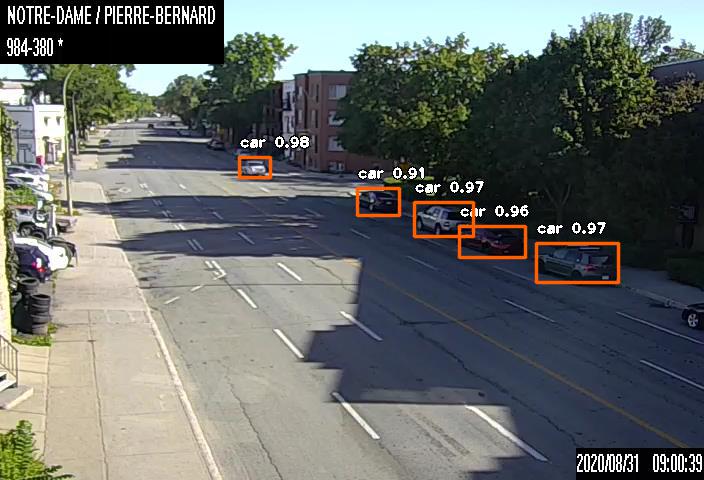 NOTRE-DAME / PIERRE-BERNARD
984-380 *
car 0.98
car 0.91
car 0.97
car 0.96
car 0.97
2020/08/31 09:00:39